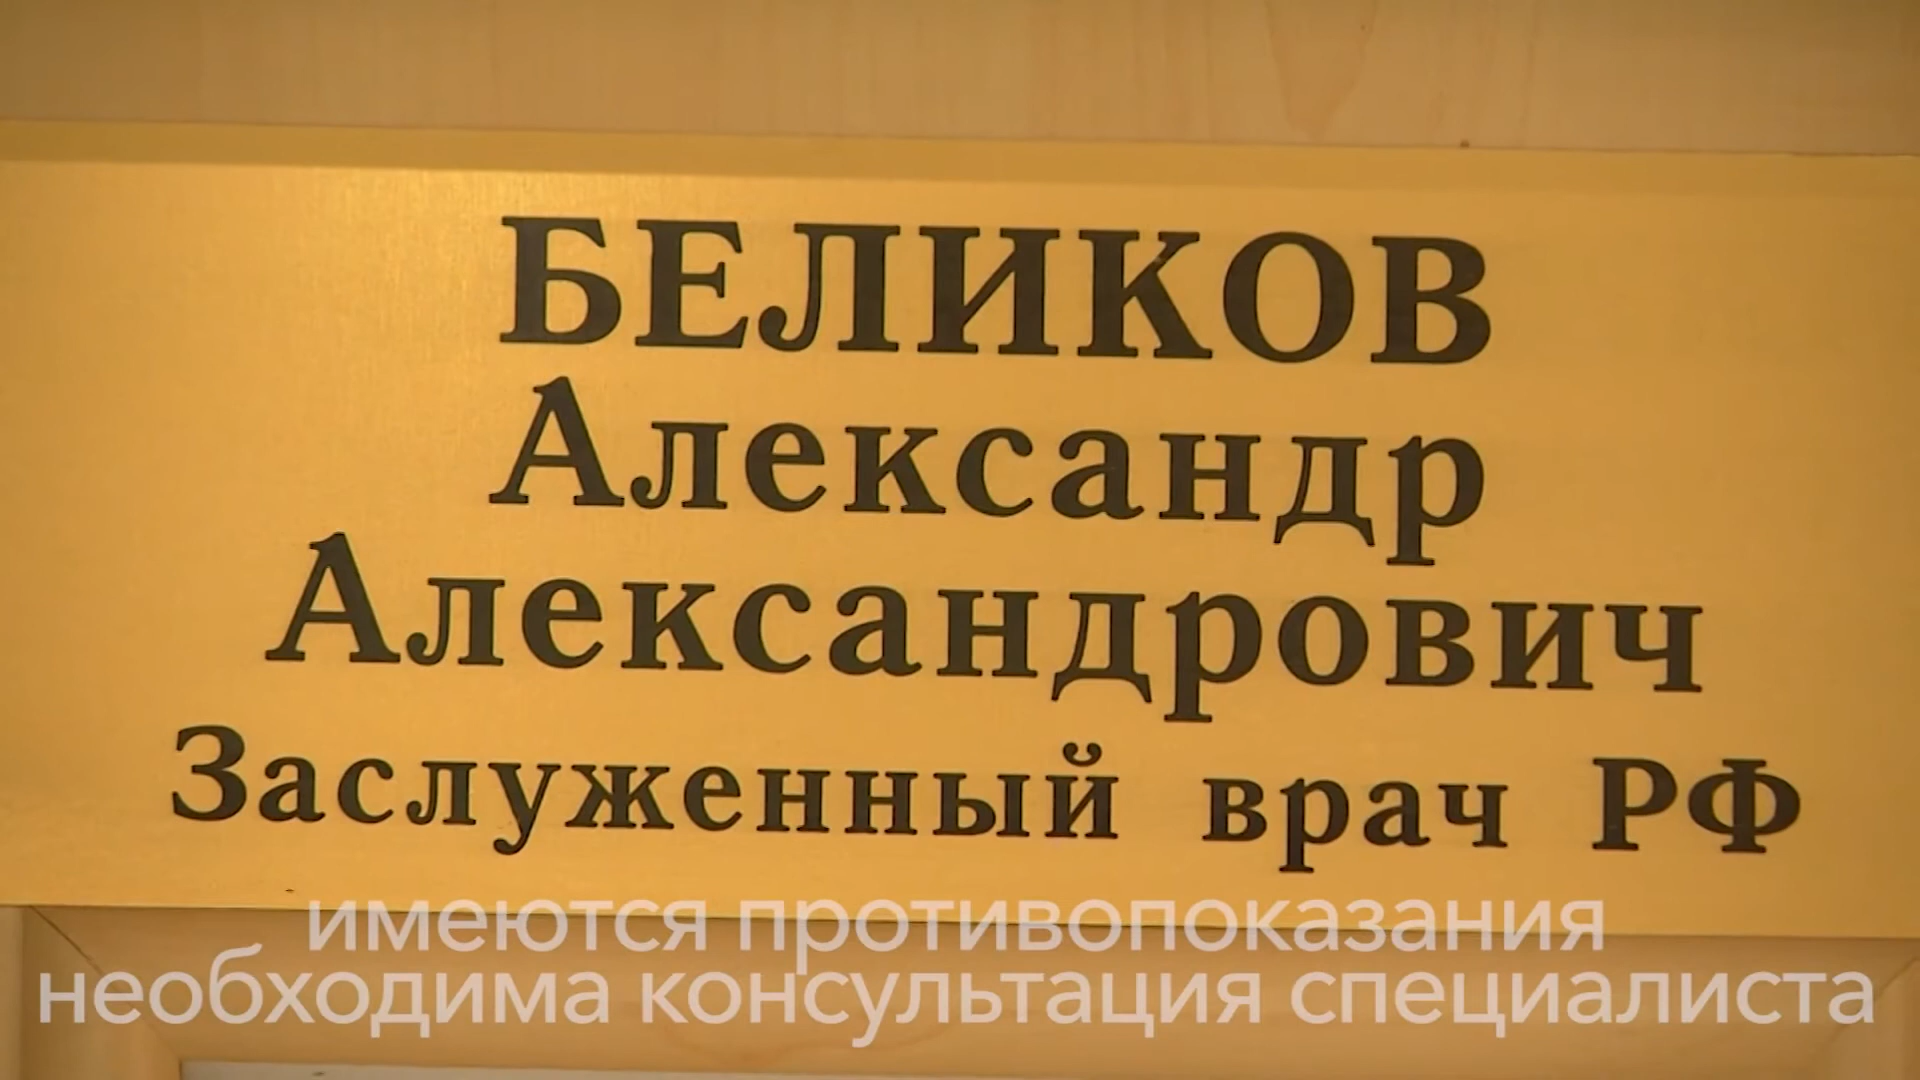 БЕЛИКОВ
Александр
Александрович
Заслуженный врач РФ
имеются противопоказания
необходима консультация специалиста